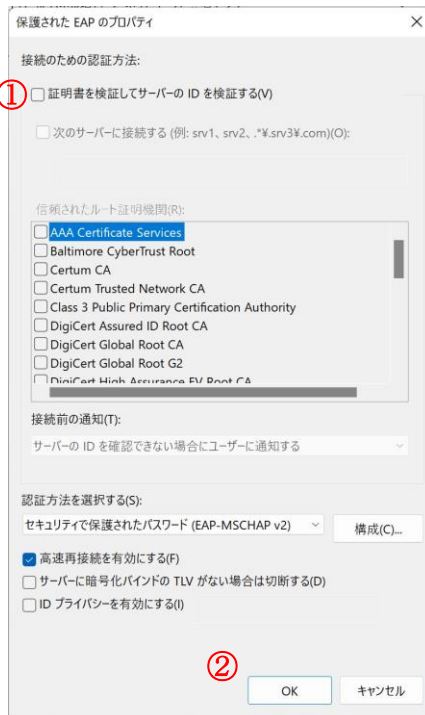 保護された EAP のプロパティ
接続のための認証方法:
① 証明書を検証してサーバーの ID を検証する(V)
次のサーバーに接続する (例: srv1、srv2、.*¥.srv3¥.com)(O):
信頼されたルート証明機関(R):
AAA Certificate Services
Baltimore CyberTrust Root
Certum CA
Certum Trusted Network CA
Class 3 Public Primary Certification Authority
DigiCert Assured ID Root CA
DigiCert Global Root CA
DigiCert Global Root G2
DigiCert High Assurance EV Root CA
接続前の通知(T):
サーバーの ID を確認できない場合にユーザーに通知する
認証方法を選択する(S):
セキュリティで保護されたパスワード (EAP-MSCHAP v2) 構成(C)...
高速再接続を有効にする(F)
サーバーに暗号化バインドの TLV がない場合は切断する(D)
ID プライバシーを有効にする(I)
②
OK キャンセル